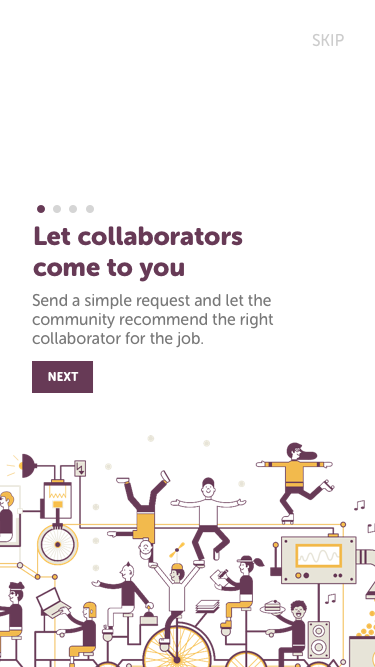 SKIP
Let collaborators
come to you
Send a simple request and let the
community recommend the right
collaborator for the job.
NEXT